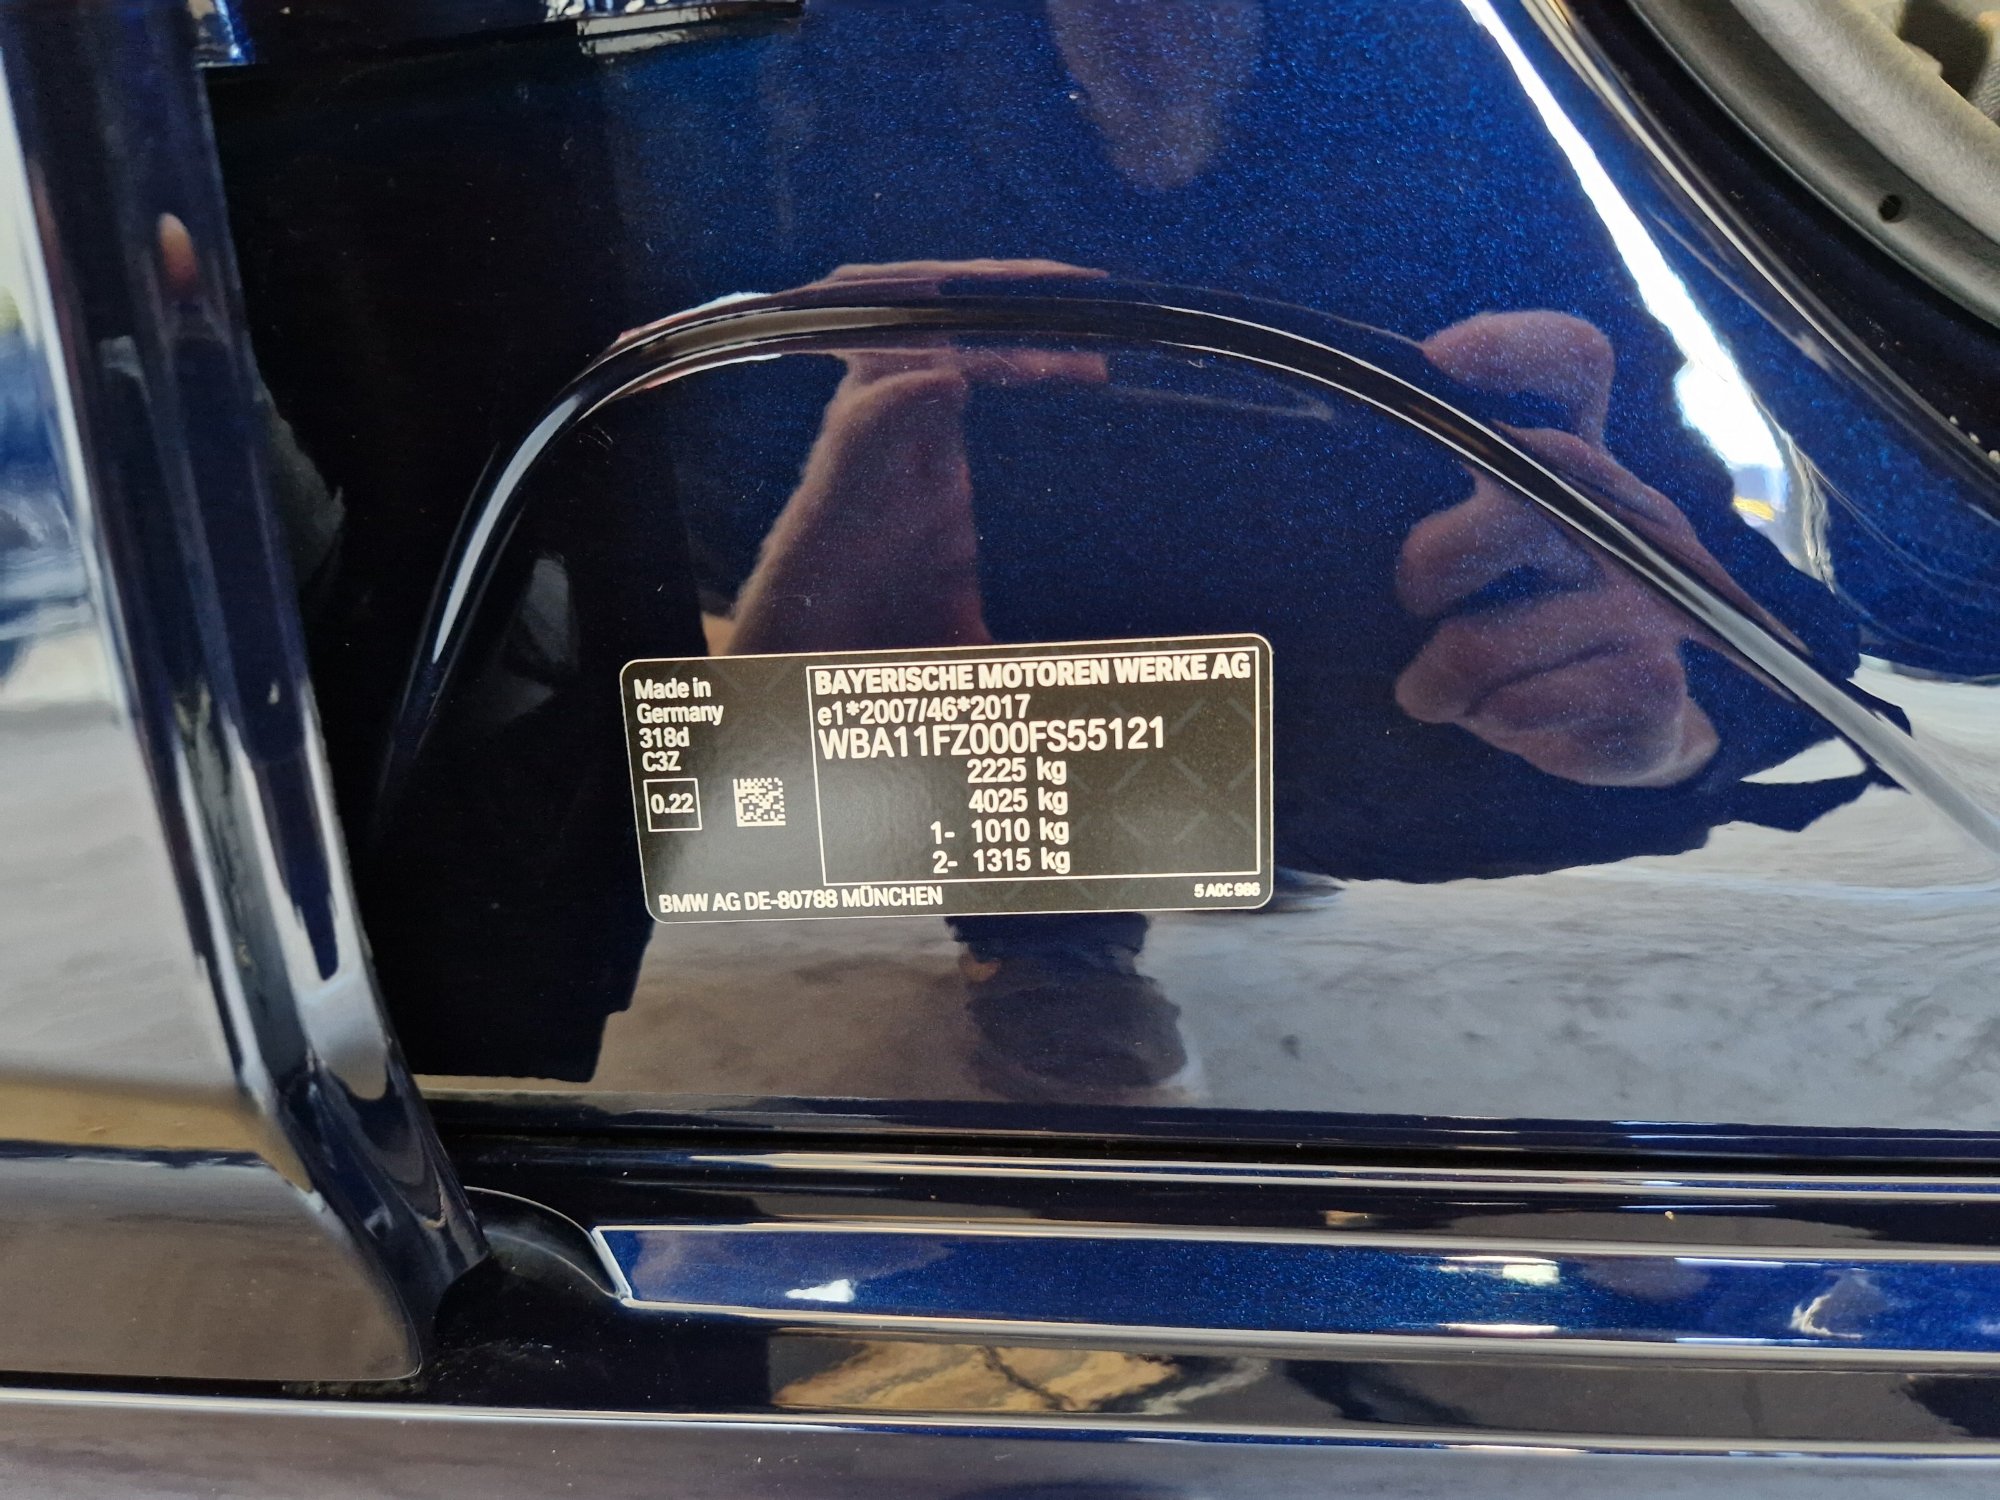 Made in
Germany
318d
C3Z
0.22
BAYERISCHE MOTOREN WERKE AG
e1*2007/46*2017
WBA11FZ000FS55121
2225 kg
4025 kg
1- 1010 kg
2- 1315 kg
BMW AG DE-80788 MÜNCHEN
5 A0C 986